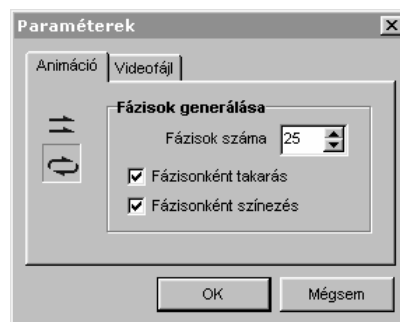 Paraméterek
Animáció Videofájl
Fázisok generálása
Fázisok száma 25
Fázisonként takarás
Fázisonként színezés
OK Mégsem